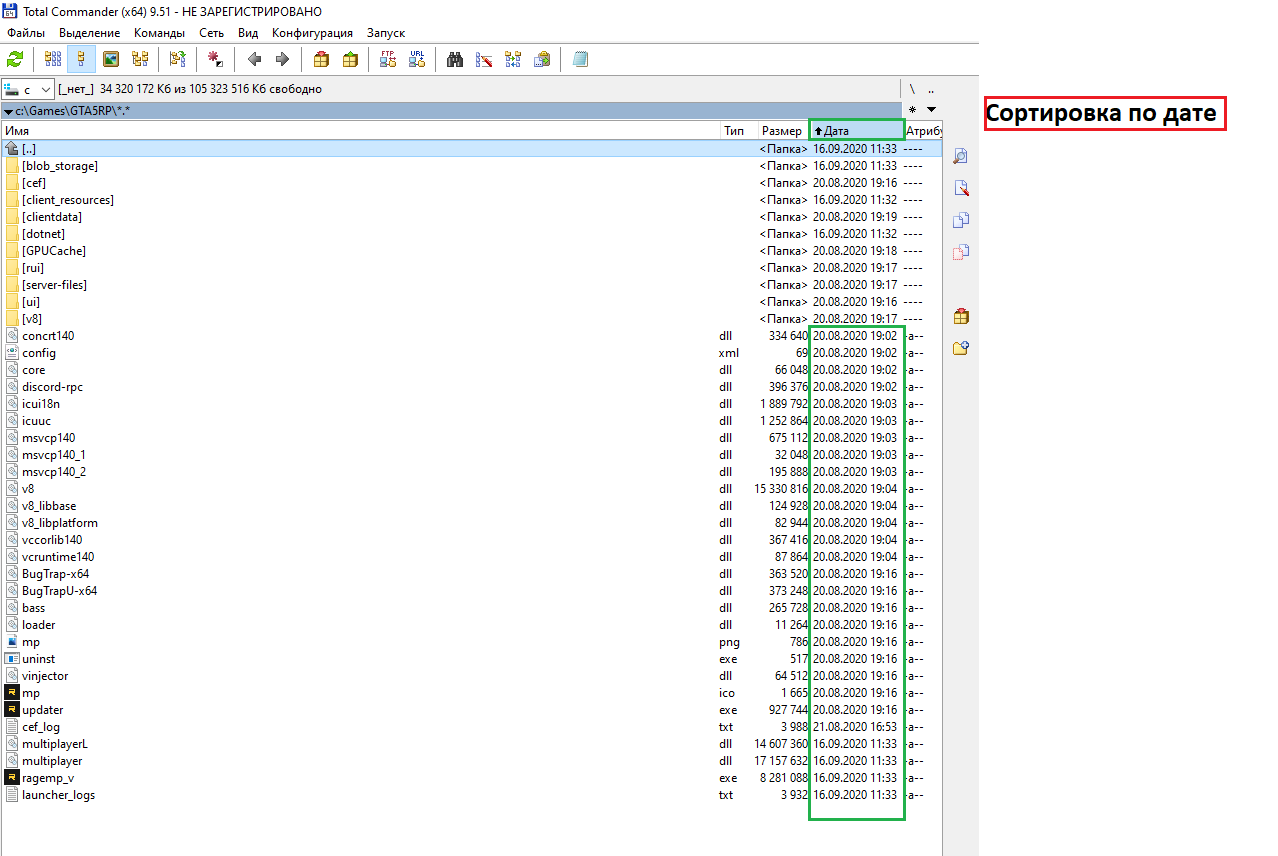 Total Commander (x64) 9.51 - НЕ ЗАРЕГИСТРИРОВАНО
Файлы Выделение Команды Сеть Вид Конфигурация Запуск
FTP URL
c [_нет_] 34 320 172 Кб из 105 323 516 Кб свободно \ ..
c:\Games\GTA5RP\*.* *
Сортировка по дате
Имя Тип Размер Дата Атрибу
[..] <Папка> 16.09.2020 11:33 ----
[blob_storage] <Папка> 16.09.2020 11:33 ----
[cef] <Папка> 20.08.2020 19:16 ----
[client_resources] <Папка> 16.09.2020 11:32 ----
[clientdata] <Папка> 20.08.2020 19:19 ----
[dotnet] <Папка> 16.09.2020 11:32 ----
[GPUCache] <Папка> 20.08.2020 19:18 ----
[rui] <Папка> 20.08.2020 19:17 ----
[server-files] <Папка> 20.08.2020 19:17 ----
[ui] <Папка> 20.08.2020 19:16 ----
[v8] <Папка> 20.08.2020 19:17 ----
concrt140 dll 334 640 20.08.2020 19:02 -a--
config xml 69 20.08.2020 19:02 -a--
core dll 66 048 20.08.2020 19:02 -a--
discord-rpc dll 396 376 20.08.2020 19:02 -a--
icui18n dll 1 889 792 20.08.2020 19:03 -a--
icuuc dll 1 252 864 20.08.2020 19:03 -a--
msvcp140 dll 675 112 20.08.2020 19:03 -a--
msvcp140_1 dll 32 048 20.08.2020 19:03 -a--
msvcp140_2 dll 195 888 20.08.2020 19:03 -a--
v8 dll 15 330 816 20.08.2020 19:04 -a--
v8_libbase dll 124 928 20.08.2020 19:04 -a--
v8_libplatform dll 82 944 20.08.2020 19:04 -a--
vccorlib140 dll 367 416 20.08.2020 19:04 -a--
vcruntime140 dll 87 864 20.08.2020 19:04 -a--
BugTrap-x64 dll 363 520 20.08.2020 19:16 -a--
BugTrapU-x64 dll 373 248 20.08.2020 19:16 -a--
bass dll 265 728 20.08.2020 19:16 -a--
loader dll 11 264 20.08.2020 19:16 -a--
mp png 786 20.08.2020 19:16 -a--
uninst exe 517 20.08.2020 19:16 -a--
vinjector dll 64 512 20.08.2020 19:16 -a--
mp ico 1 665 20.08.2020 19:16 -a--
updater exe 927 744 20.08.2020 19:16 -a--
cef_log txt 3 988 21.08.2020 16:53 -a--
multiplayerL dll 14 607 360 16.09.2020 11:33 -a--
multiplayer dll 17 157 632 16.09.2020 11:33 -a--
ragemp_v exe 8 281 088 16.09.2020 11:33 -a--
launcher_logs txt 3 932 16.09.2020 11:33 -a--